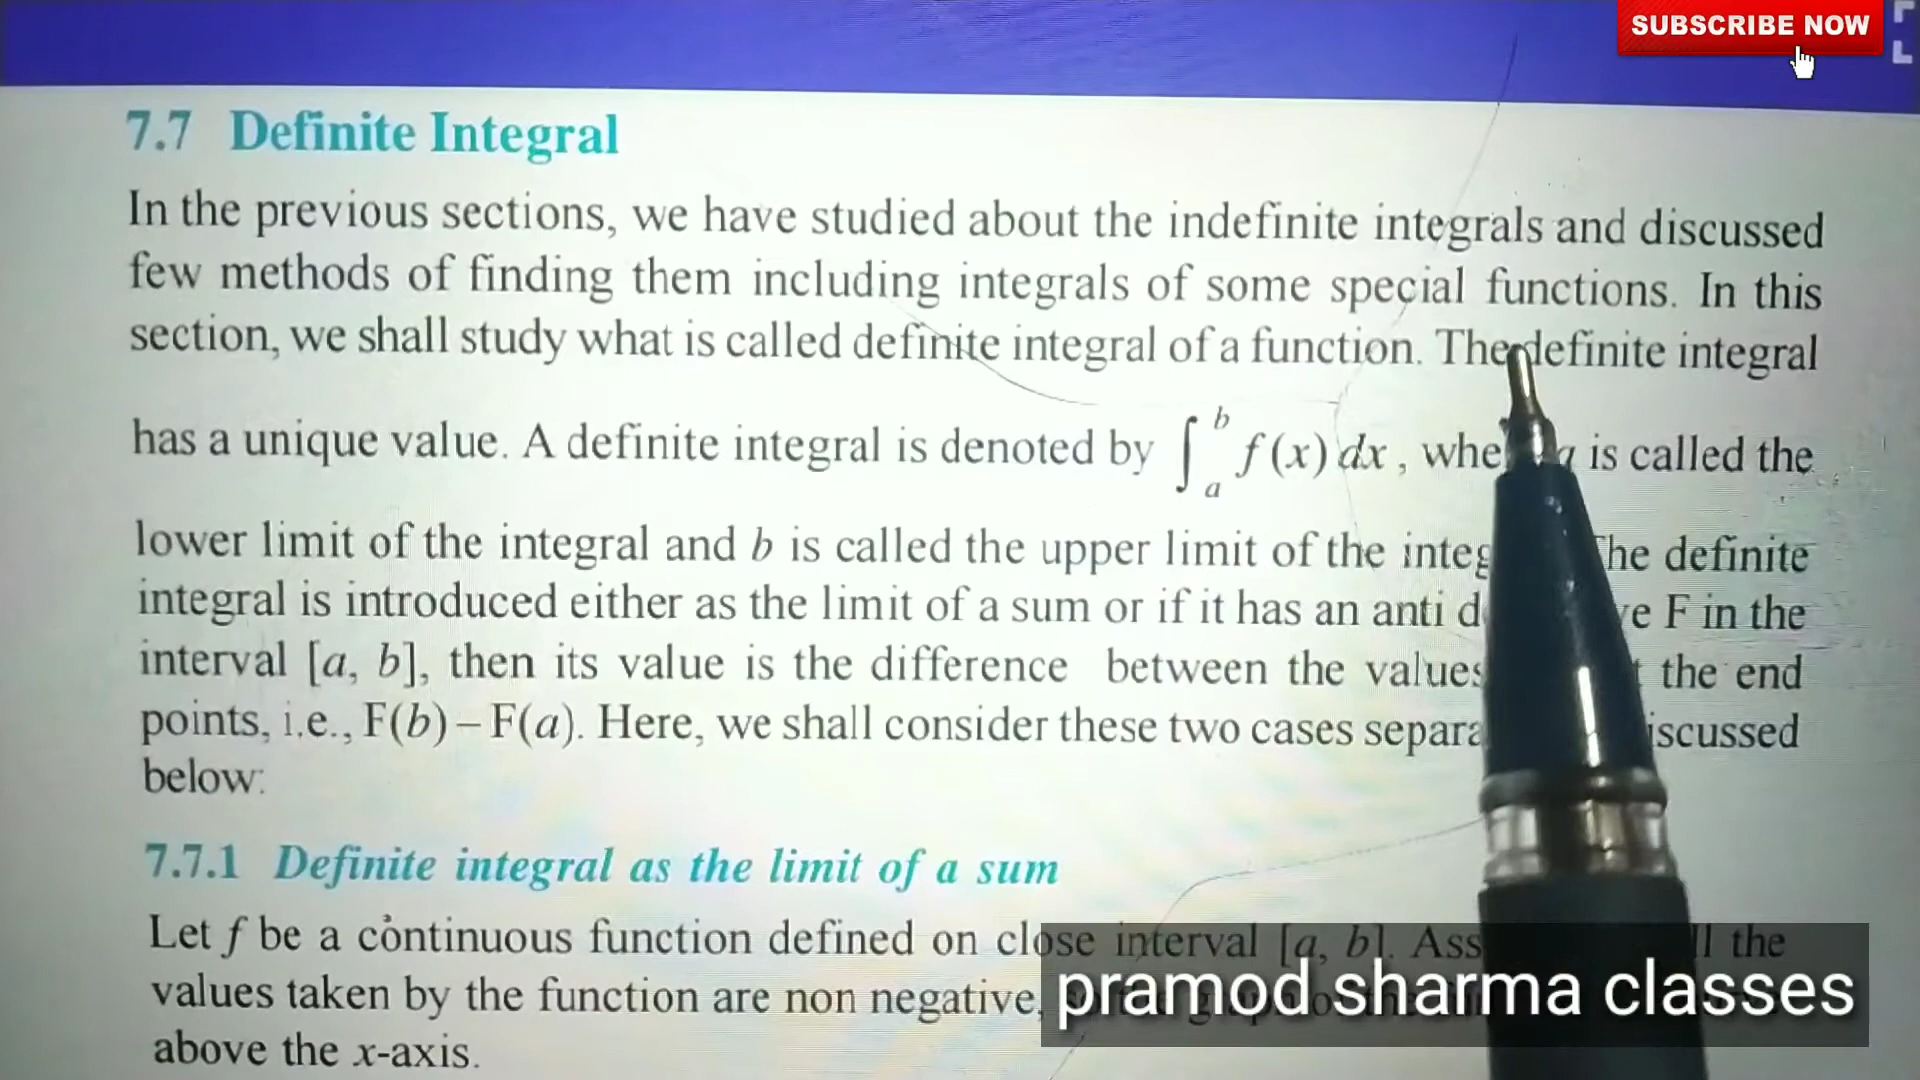 SUBSCRIBE NOW
7.7 Definite Integral
In the previous sections, we have studied about the indefinite integrals and discussed
few methods of finding them including integrals of some special functions. In this
section, we shall study what is called definite integral of a function. The definite integral
has a unique value. A definite integral is denoted by ∫_a^b f(x) dx, where a is called the
lower limit of the integral and b is called the upper limit of the The definite
integral is introduced either as the limit of a sum or if it has an anti F in the
interval [a, b], then its value is the difference between the values the end
points, i.e., F(b) – F(a). Here, we shall consider these two cases
below:
7.7.1 Definite integral as the limit of a sum
Let f be a continuous function defined on close interval [a, b]. the
values taken by the function are non negative,
above the x-axis.
pramod sharma classes